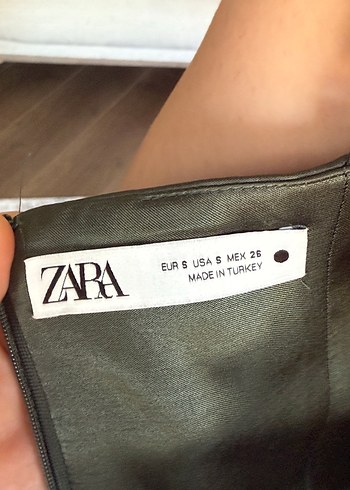 ZARA
EUR S USA S MEX 26
MADE IN TURKEY